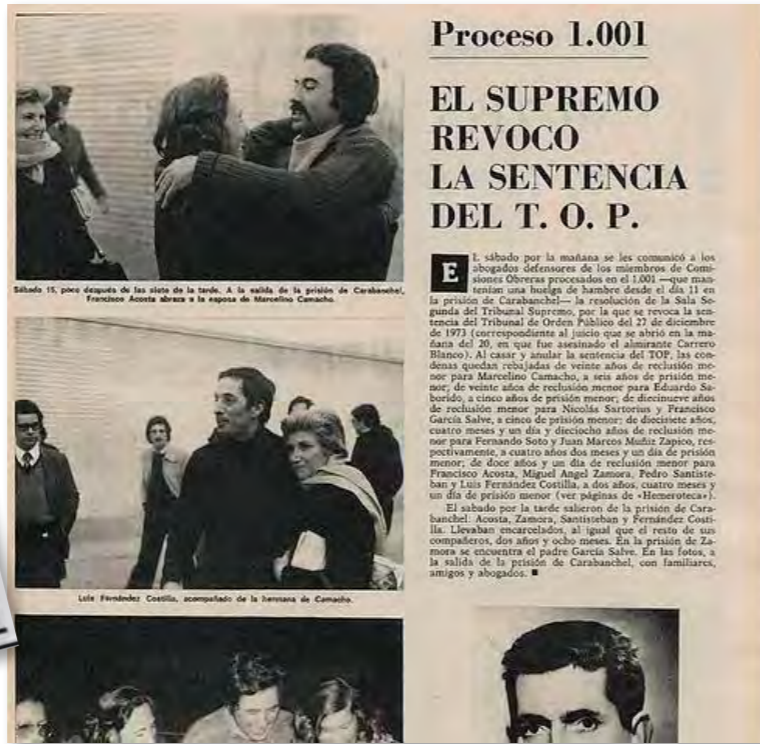 Sábado 15, poco después de las siete de la tarde. A la salida de la prisión de Carabanchel,
Francisco Acosta abraza a la esposa de Marcelino Camacho.
Luis Fernández Costilla, acompañado de la hermana de Camacho.
Proceso 1.001
EL SUPREMO
REVOCO
LA SENTENCIA
DEL T. O. P.
EL sábado por la mañana se les comunicó a los
abogados defensores de los miembros de Comi-
siones Obreras procesados en el 1.001 —que man-
tenían una huelga de hambre desde el día 11 en
la prisión de Carabanchel— la resolución de la Sala Se-
gunda del Tribunal Supremo, por la que se revoca la sen-
tencia del Tribunal de Orden Público del 27 de diciembre
de 1973 (correspondiente al juicio que se abrió en la ma-
ñana del 20, en que fue asesinado el almirante Carrero
Blanco). Al casar y anular la sentencia del TOP, las con-
denas quedan rebajadas de veinte años de reclusión me-
nor para Marcelino Camacho, a seis años de prisión me-
nor; de veinte años de reclusión menor para Eduardo Sa-
borido, a cinco años de prisión menor; de diecinueve años
de reclusión menor para Nicolás Sartorius y Francisco
García Salve, a cinco de prisión menor; de diecisiete años,
cuatro meses y un día y dieciocho años de reclusión me-
nor para Fernando Soto y Juan Marcos Muñiz Zapico, res-
pectivamente, a cuatro años dos meses y un día de prisión
menor; de doce años y un día de reclusión menor para
Francisco Acosta, Miguel Angel Zamora, Pedro Santiste-
ban y Luis Fernández Costilla, a dos años, cuatro meses y
un día de prisión menor (ver páginas de «Hemeroteca»).
El sábado por la tarde salieron de la prisión de Cara-
banchel: Acosta, Zamora, Santisteban y Fernández Costi-
lla. Llevaban encarcelados, al igual que el resto de sus
compañeros, dos años y ocho meses. En la prisión de Za-
mora se encuentra el padre García Salve. En las fotos, a
la salida de la prisión de Carabanchel, con familiares,
amigos y abogados. ■